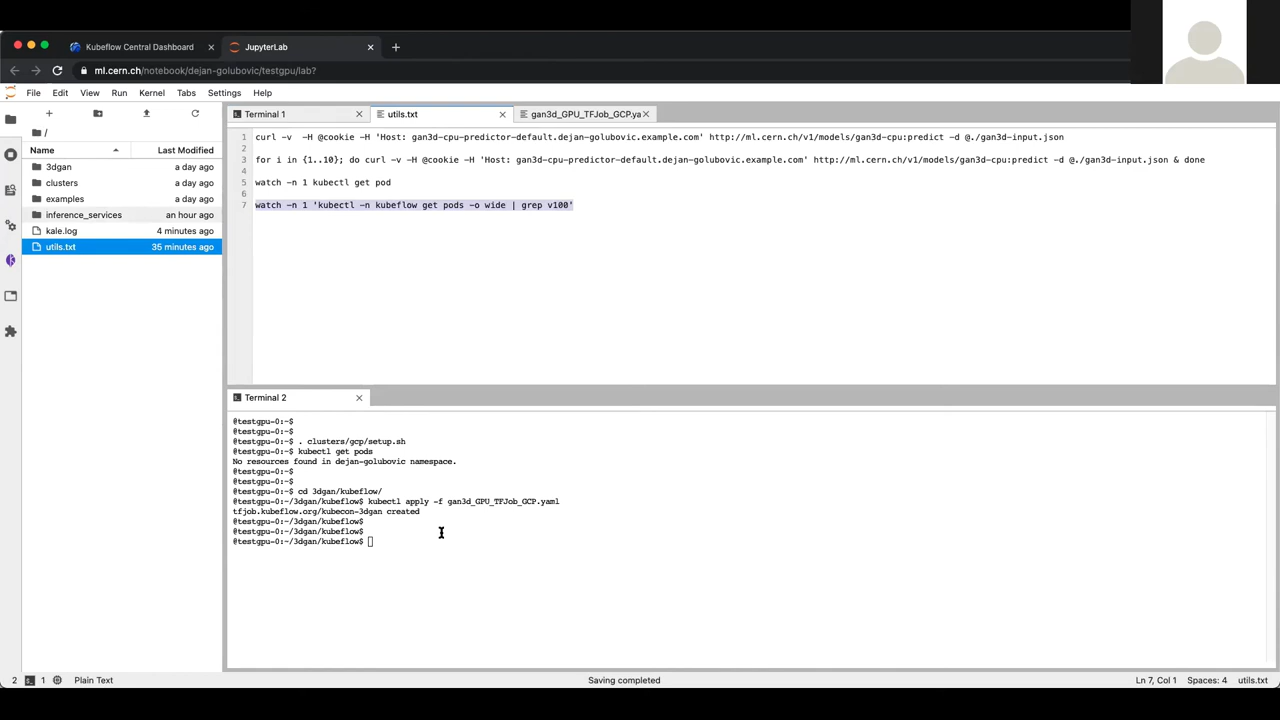 Kubeflow Central Dashboard
JupyterLab
ml.cern.ch/notebook/dejan-golubovic/testgpu/lab?
File Edit View Run Kernel Tabs Settings Help
Terminal 1
utils.txt
gan3d_GPU_TFJob_GCP.ya
/
Name Last Modified
3dgan a day ago
clusters a day ago
examples a day ago
inference_services an hour ago
kale.log 4 minutes ago
utils.txt 35 minutes ago
1 curl -v  -H @cookie -H 'Host: gan3d-cpu-predictor-default.dejan-golubovic.example.com' http://ml.cern.ch/v1/models/gan3d-cpu:predict -d @./gan3d-input.json
2
3 for i in {1..10}; do curl -v -H @cookie -H 'Host: gan3d-cpu-predictor-default.dejan-golubovic.example.com' http://ml.cern.ch/v1/models/gan3d-cpu:predict -d @./gan3d-input.json & done
4
5 watch -n 1 kubectl get pod
6
7 watch -n 1 'kubectl -n kubeflow get pods -o wide | grep v100'
Terminal 2
@testgpu-0:~$
@testgpu-0:~$
@testgpu-0:~$ . clusters/gcp/setup.sh
@testgpu-0:~$ kubectl get pods
No resources found in dejan-golubovic namespace.
@testgpu-0:~$
@testgpu-0:~$
@testgpu-0:~$ cd 3dgan/kubeflow/
@testgpu-0:~/3dgan/kubeflow$ kubectl apply -f gan3d_GPU_TFJob_GCP.yaml
tfjob.kubeflow.org/kubecon-3dgan created
@testgpu-0:~/3dgan/kubeflow$
@testgpu-0:~/3dgan/kubeflow$
@testgpu-0:~/3dgan/kubeflow$
2 1 Plain Text Saving completed Ln 7, Col 1 Spaces: 4 utils.txt